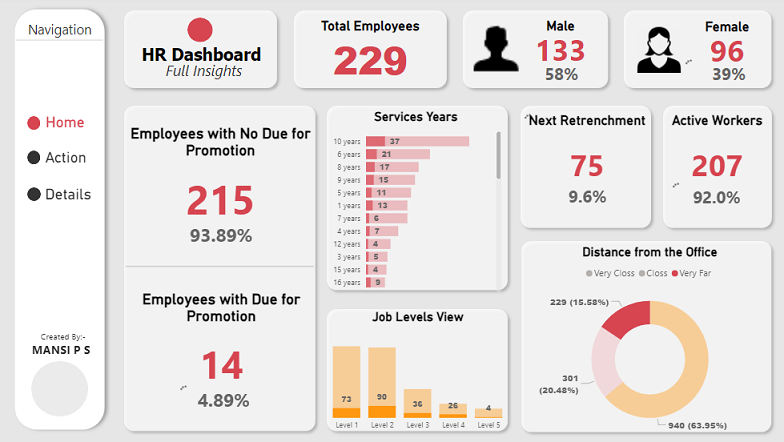 Navigation
Home
Action
Details
Created By:-
MANSI P S
HR Dashboard
Full Insights
Total Employees
229
Male
133
58%
Female
96
39%
Employees with No Due for
Promotion
215
93.89%
Employees with Due for
Promotion
14
4.89%
Services Years
10 years 37
6 years 21
8 years 17
9 years 15
5 years 11
1 years 13
7 years 6
4 years 7
12 years 4
3 years 5
15 years 4
16 years 9
Job Levels View
73 90 36 26 4
Level 1 Level 2 Level 3 Level 4 Level 5
Next Retrenchment
75
9.6%
Active Workers
207
92.0%
Distance from the Office
Very Closs Closs Very Far
229 (15.58%)
301
(20.48%)
940 (63.95%)